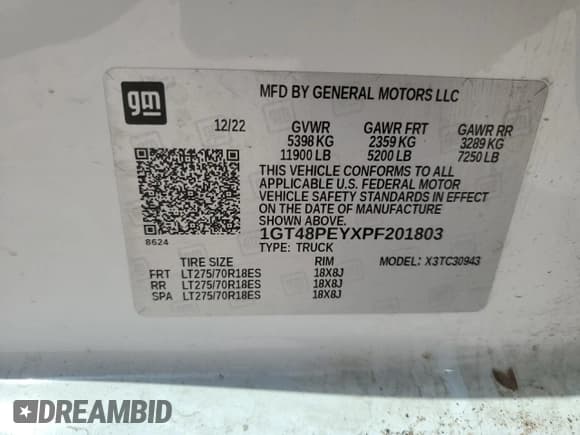 gm
MFD BY GENERAL MOTORS LLC
12/22 GVWR GAWR FRT GAWR RR
5398 KG 2359 KG 3289 KG
11900 LB 5200 LB 7250 LB
THIS VEHICLE CONFORMS TO ALL
APPLICABLE U.S. FEDERAL MOTOR
VEHICLE SAFETY STANDARDS IN EFFECT
ON THE DATE OF MANUFACTURE
SHOWN ABOVE.
8624
1GT48PEYXPF201803
TYPE: TRUCK
TIRE SIZE RIM MODEL: X3TC30943
FRT LT275/70R18ES 18X8J
RR LT275/70R18ES 18X8J
SPA LT275/70R18ES 18X8J
DREAMBID